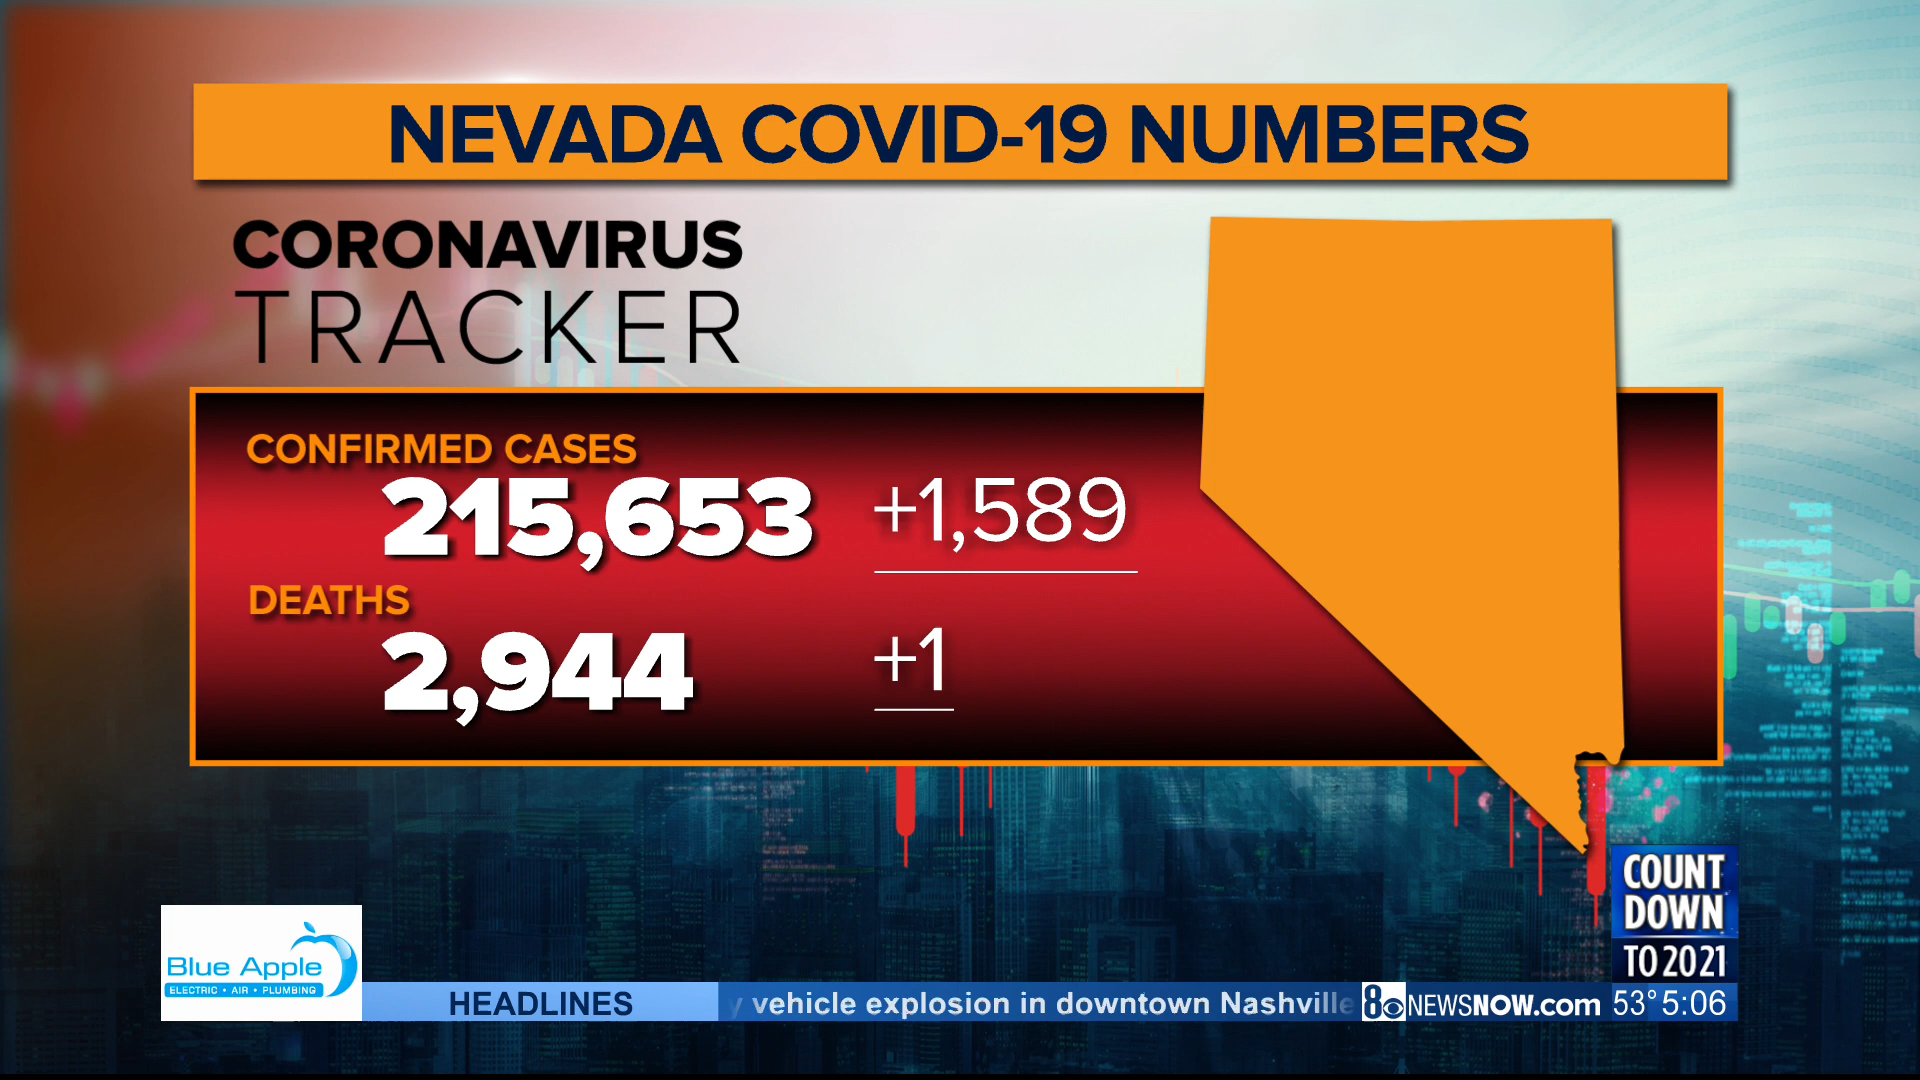 NEVADA COVID-19 NUMBERS
CORONAVIRUS
TRACKER
CONFIRMED CASES
215,653 +1,589
DEATHS
2,944 +1
COUNT
DOWN
TO 2021
Blue Apple
ELECTRIC • AIR • PLUMBING
HEADLINES
y vehicle explosion in downtown Nashville
8 NEWSNOW.com
53° 5:06